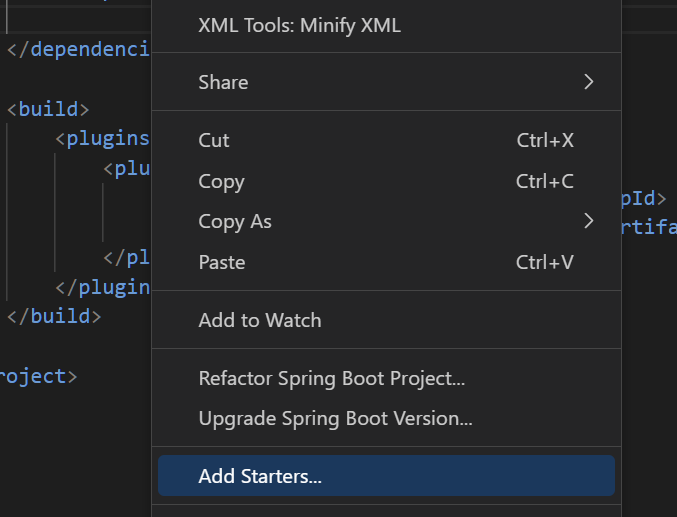 XML Tools: Minify XML
</dependenci
Share
<build>
<plugins
Cut Ctrl+X
<plu
Copy Ctrl+C
pId>
Copy As
rtifa
</pl
Paste Ctrl+V
</plugin
</build>
Add to Watch
roject>
Refactor Spring Boot Project...
Upgrade Spring Boot Version...
Add Starters...